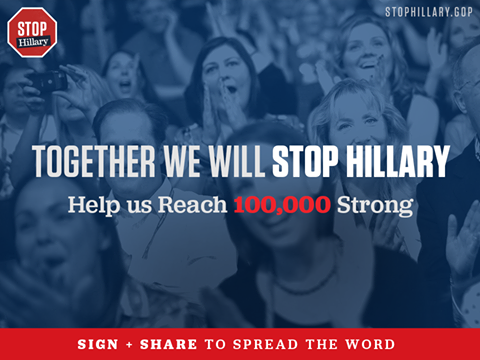 STOP
Hillary
STOPHILLARY.GOP
TOGETHER WE WILL STOP HILLARY
Help us Reach 100,000 Strong
SIGN + SHARE TO SPREAD THE WORD